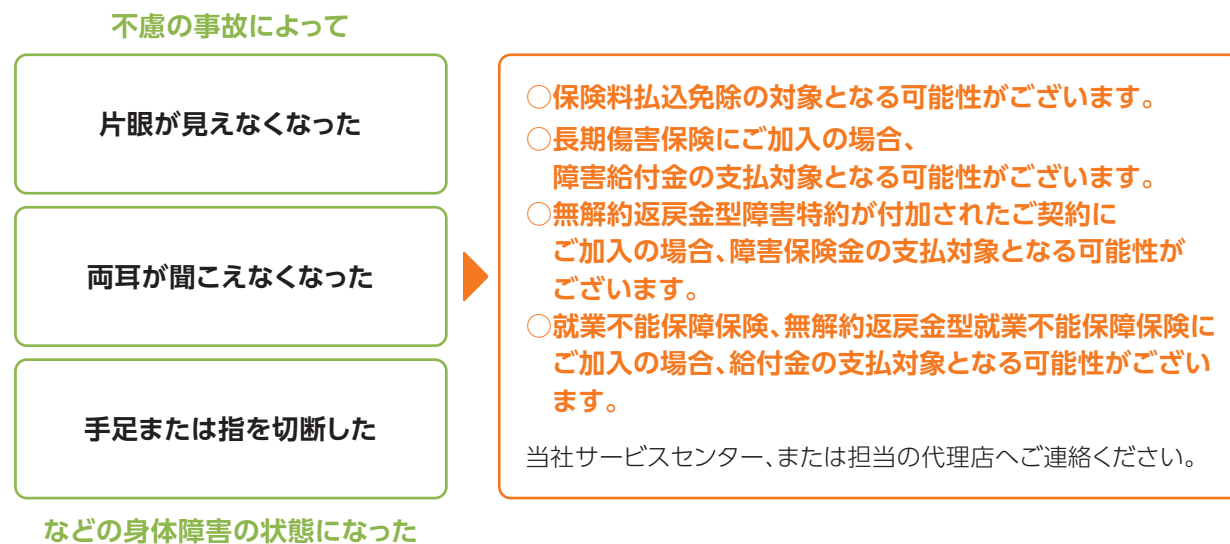 不慮の事故によって
片眼が見えなくなった
両耳が聞こえなくなった
手足または指を切断した
などの身体障害の状態になった
○保険料払込免除の対象となる可能性がございます。
○長期傷害保険にご加入の場合、
障害給付金の支払対象となる可能性がございます。
○無解約返戻金型障害特約が付加されたご契約に
ご加入の場合、障害保険金の支払対象となる可能性が
ございます。
○就業不能保障保険、無解約返戻金型就業不能保障保険に
ご加入の場合、給付金の支払対象となる可能性がござい
ます。
当社サービスセンター、または担当の代理店へご連絡ください。